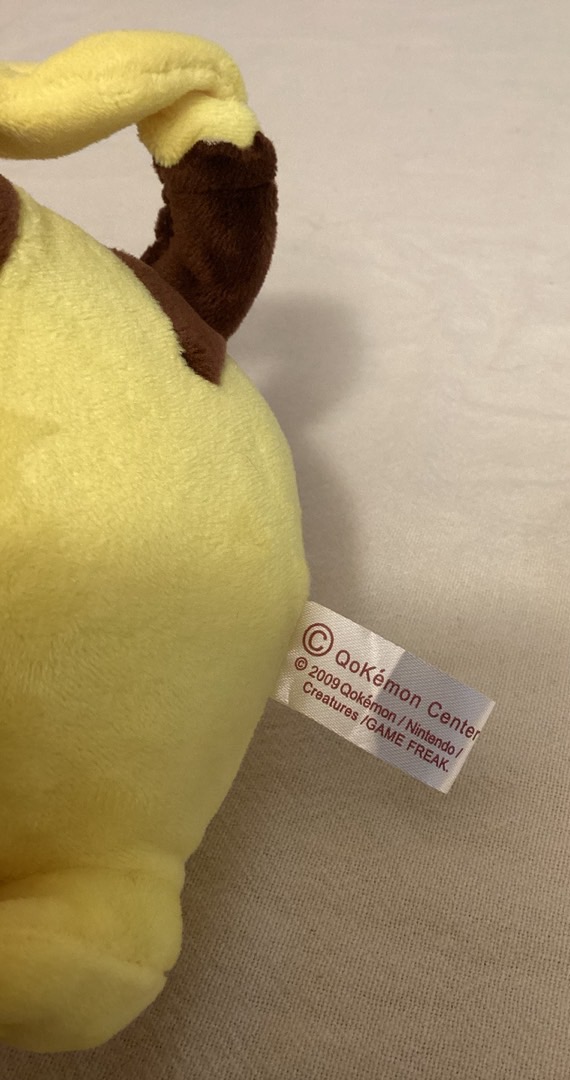 © QoKémon Center
© 2009 Qokémon / Nintendo /
Creatures /GAME FREAK.